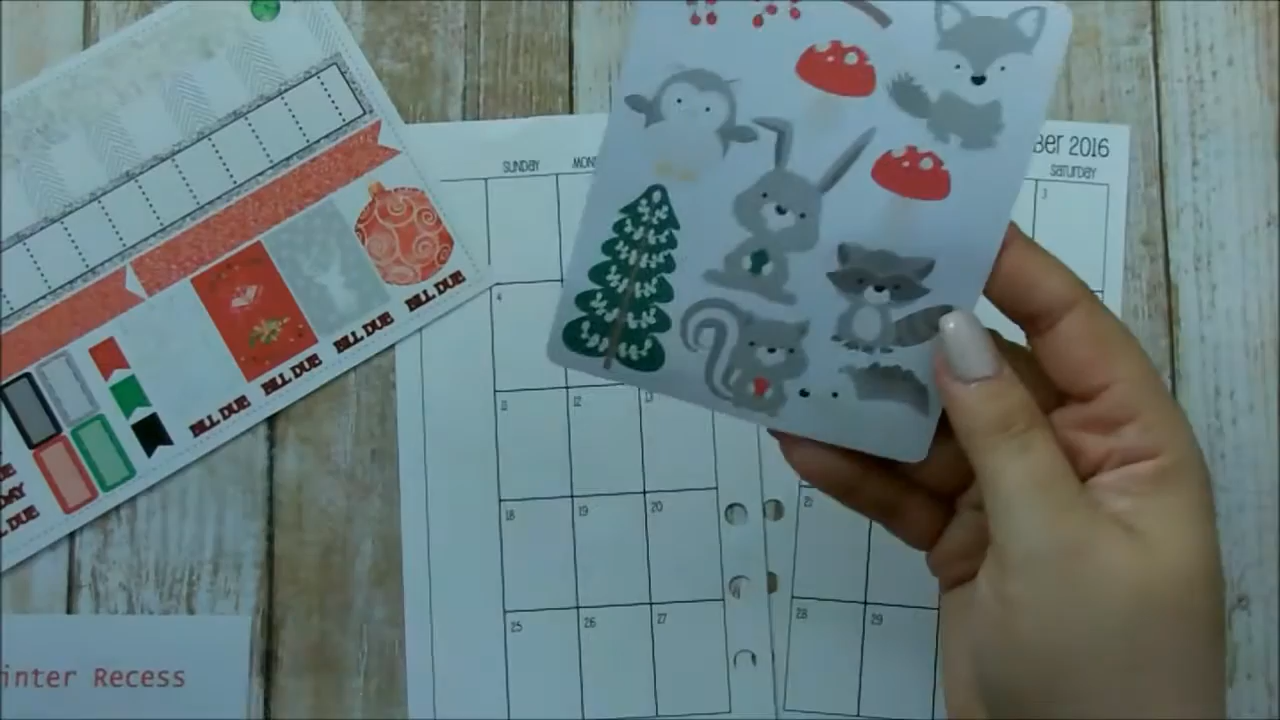 BER 2016
SUNDAY MON
SATURDAY
3
4
11 12 13
18 19 20
21
25 26 27
28 29
BILL DUE BILL DUE BILL DUE BILL DUE
DUE
inter Recess